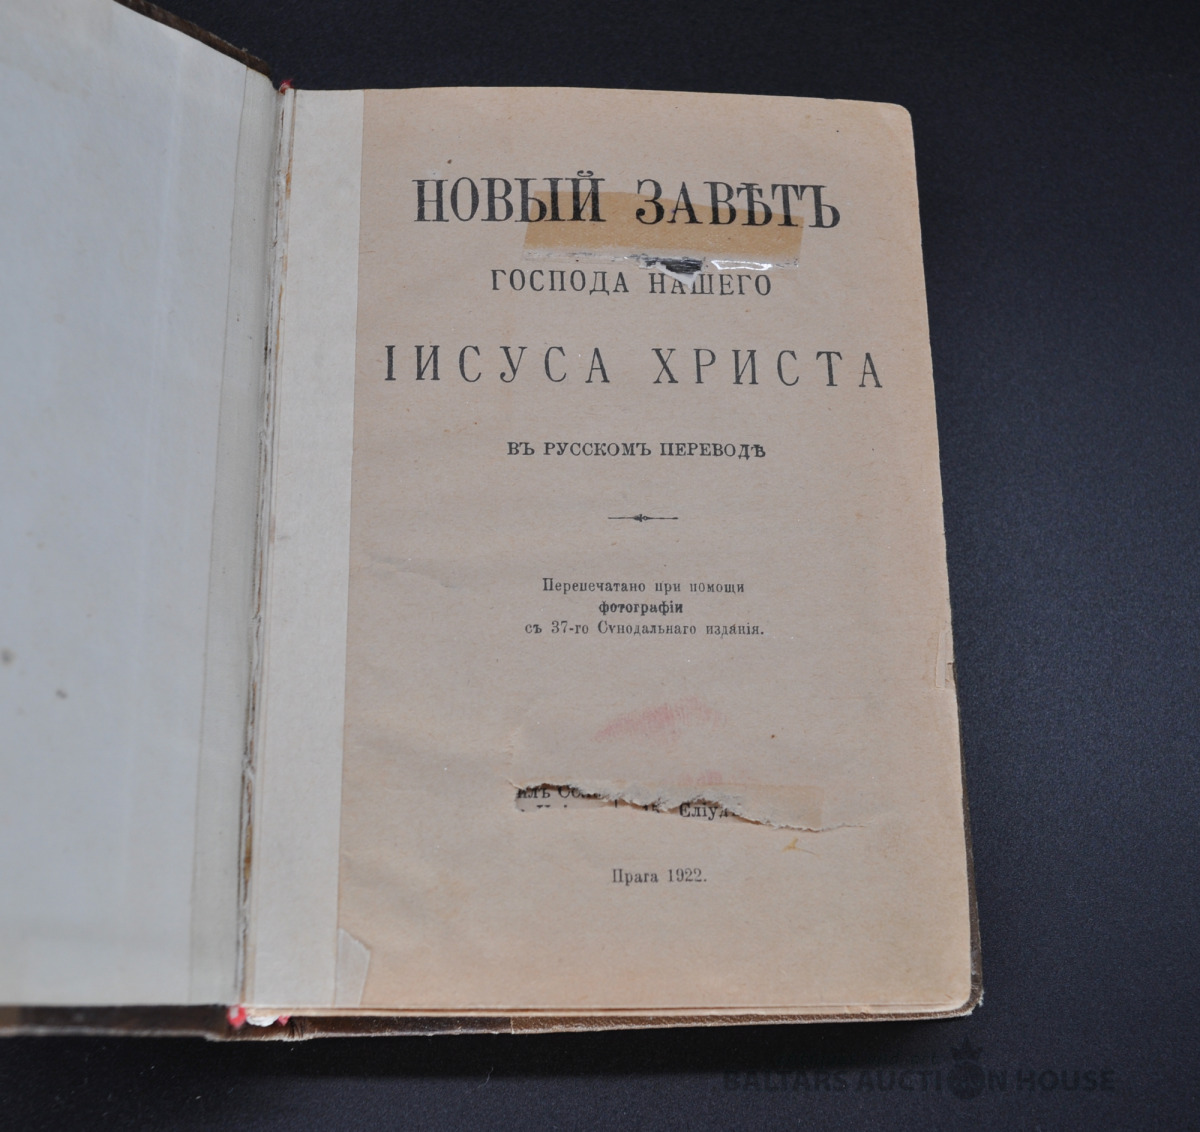 НОВЫЙ ЗАВѢТЪ
ГОСПОДА НАШЕГО
ІИСУСА ХРИСТА
ВЪ РУССКОМЪ ПЕРЕВОДѢ
Перепечатано при помощи
фотографіи
съ 37-го Сѵнодальнаго изданія.
Прага 1922.
BALTARS AUCTION HOUSE